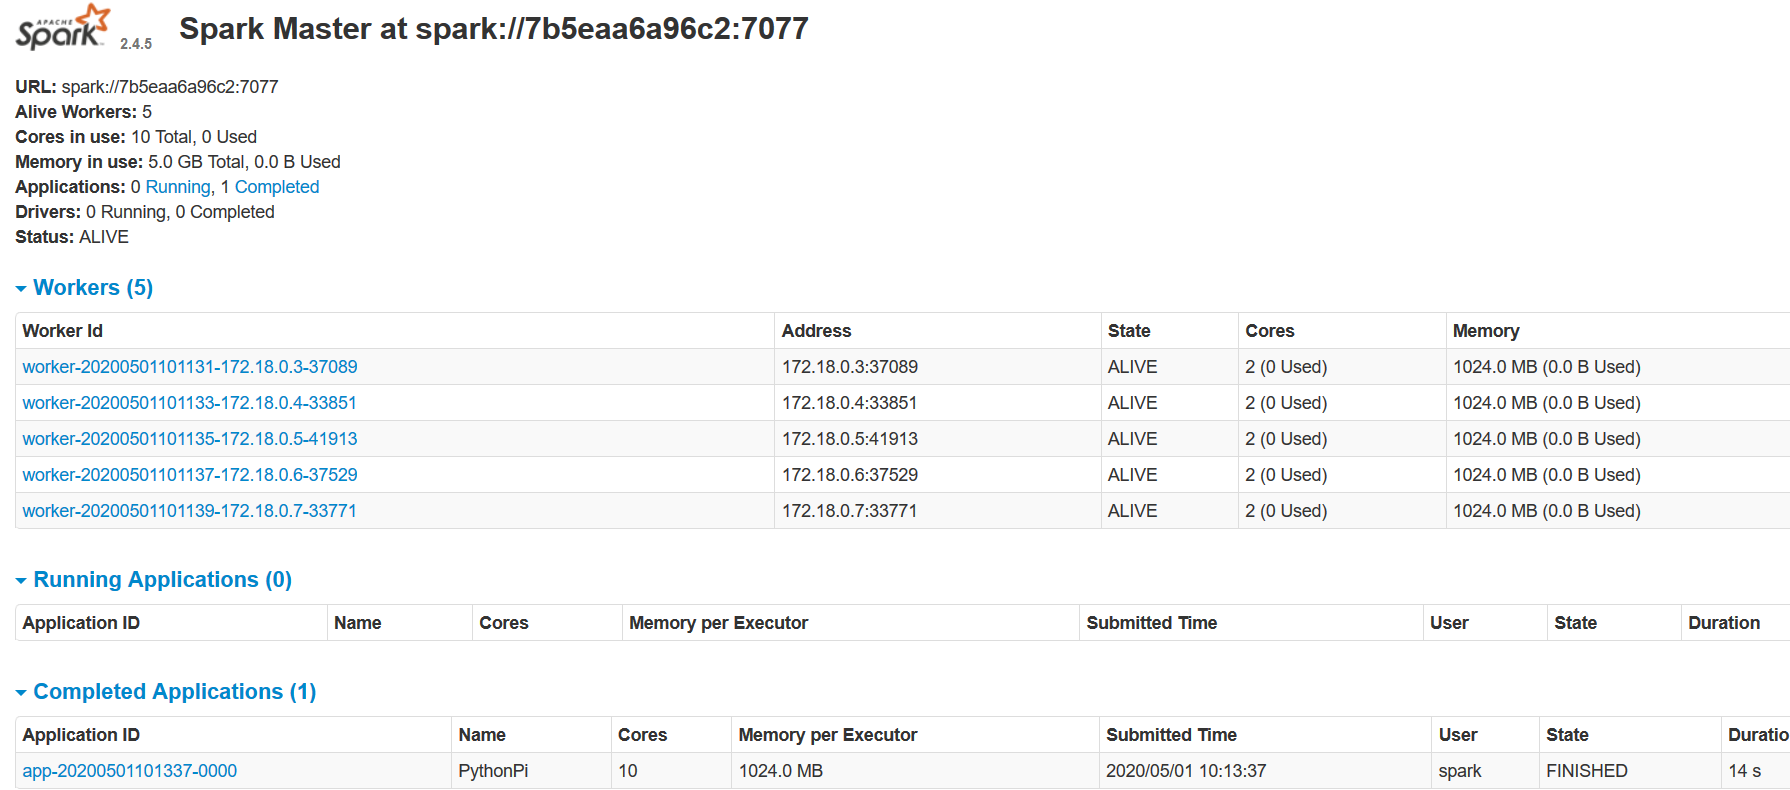 APACHE
Spark 2.4.5 Spark Master at spark://7b5eaa6a96c2:7077
URL: spark://7b5eaa6a96c2:7077
Alive Workers: 5
Cores in use: 10 Total, 0 Used
Memory in use: 5.0 GB Total, 0.0 B Used
Applications: 0 Running, 1 Completed
Drivers: 0 Running, 0 Completed
Status: ALIVE
Workers (5)
Worker Id Address State Cores Memory
worker-20200501101131-172.18.0.3-37089 172.18.0.3:37089 ALIVE 2 (0 Used) 1024.0 MB (0.0 B Used)
worker-20200501101133-172.18.0.4-33851 172.18.0.4:33851 ALIVE 2 (0 Used) 1024.0 MB (0.0 B Used)
worker-20200501101135-172.18.0.5-41913 172.18.0.5:41913 ALIVE 2 (0 Used) 1024.0 MB (0.0 B Used)
worker-20200501101137-172.18.0.6-37529 172.18.0.6:37529 ALIVE 2 (0 Used) 1024.0 MB (0.0 B Used)
worker-20200501101139-172.18.0.7-33771 172.18.0.7:33771 ALIVE 2 (0 Used) 1024.0 MB (0.0 B Used)
Running Applications (0)
Application ID Name Cores Memory per Executor Submitted Time User State Duration
Completed Applications (1)
Application ID Name Cores Memory per Executor Submitted Time User State Duratio
app-20200501101337-0000 PythonPi 10 1024.0 MB 2020/05/01 10:13:37 spark FINISHED 14 s